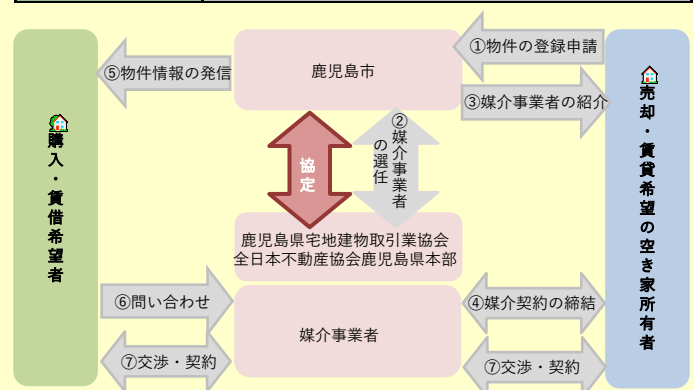 ①物件の登録申請
鹿児島市
⑤物件情報の発信
③媒介事業者の紹介
売却・賃貸希望の空き家所有者
購入・賃借希望者
協定
②媒介事業者
の選任
鹿児島県宅地建物取引業協会
全日本不動産協会鹿児島県本部
⑥問い合わせ
④媒介契約の締結
媒介事業者
⑦交渉・契約
⑦交渉・契約